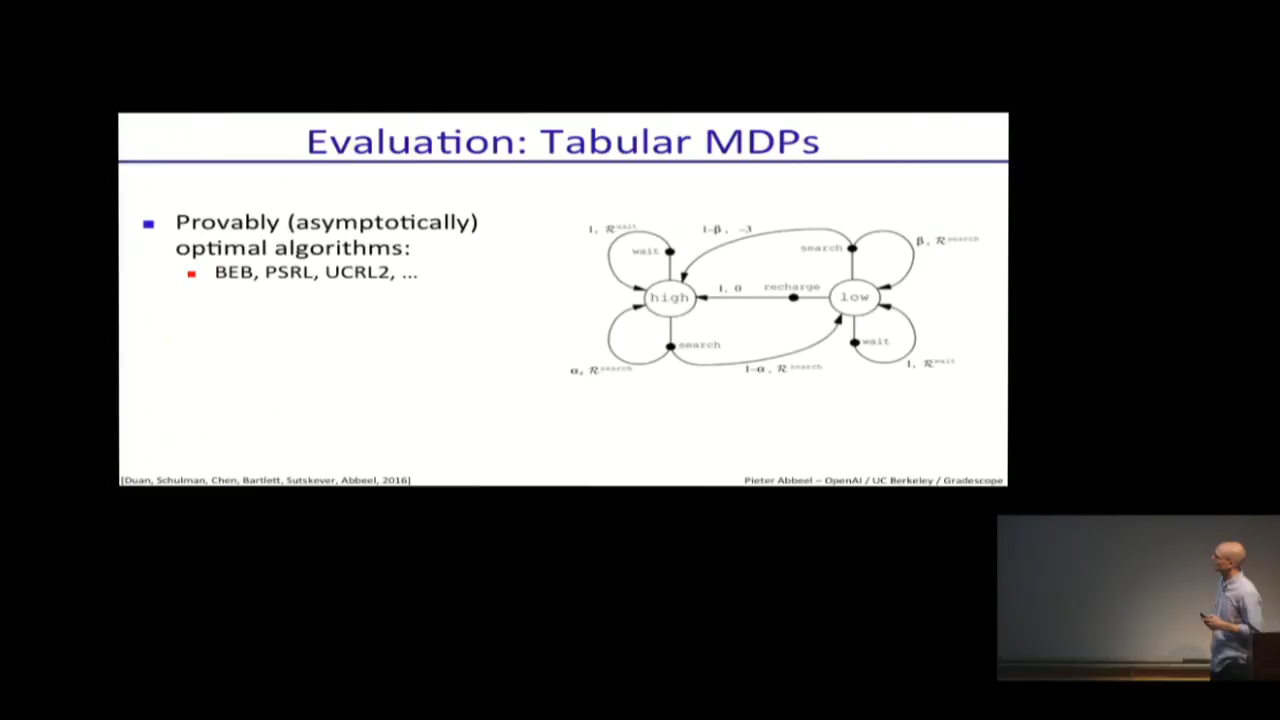 Evaluation: Tabular MDPs
Provably (asymptotically)
optimal algorithms:
BEB, PSRL, UCRL2, ...
1, R^wait
1−β, −3
wait
search
β, R^search
high
1, 0
recharge
low
search
wait
α, R^search
1−α, R^search
1, R^wait
[Duan, Schulman, Chen, Bartlett, Sutskever, Abbeel, 2016]
Pieter Abbeel – OpenAI / UC Berkeley / Gradescope